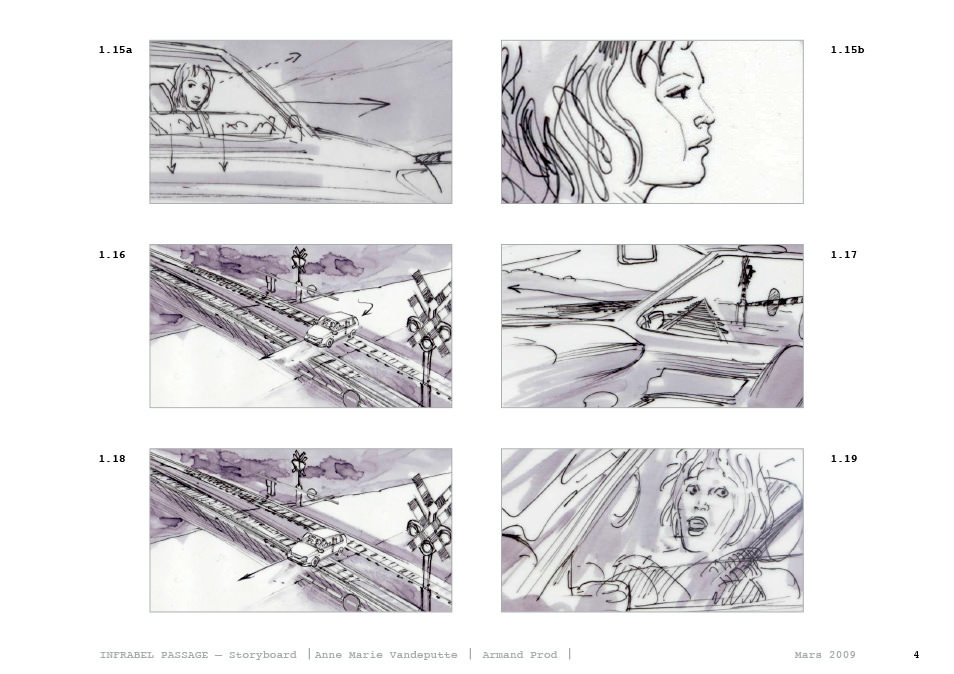 1.15a
1.15b
1.16
1.17
1.18
1.19
INFRABEL PASSAGE – Storyboard | Anne Marie Vandeputte | Armand Prod | Mars 2009 4